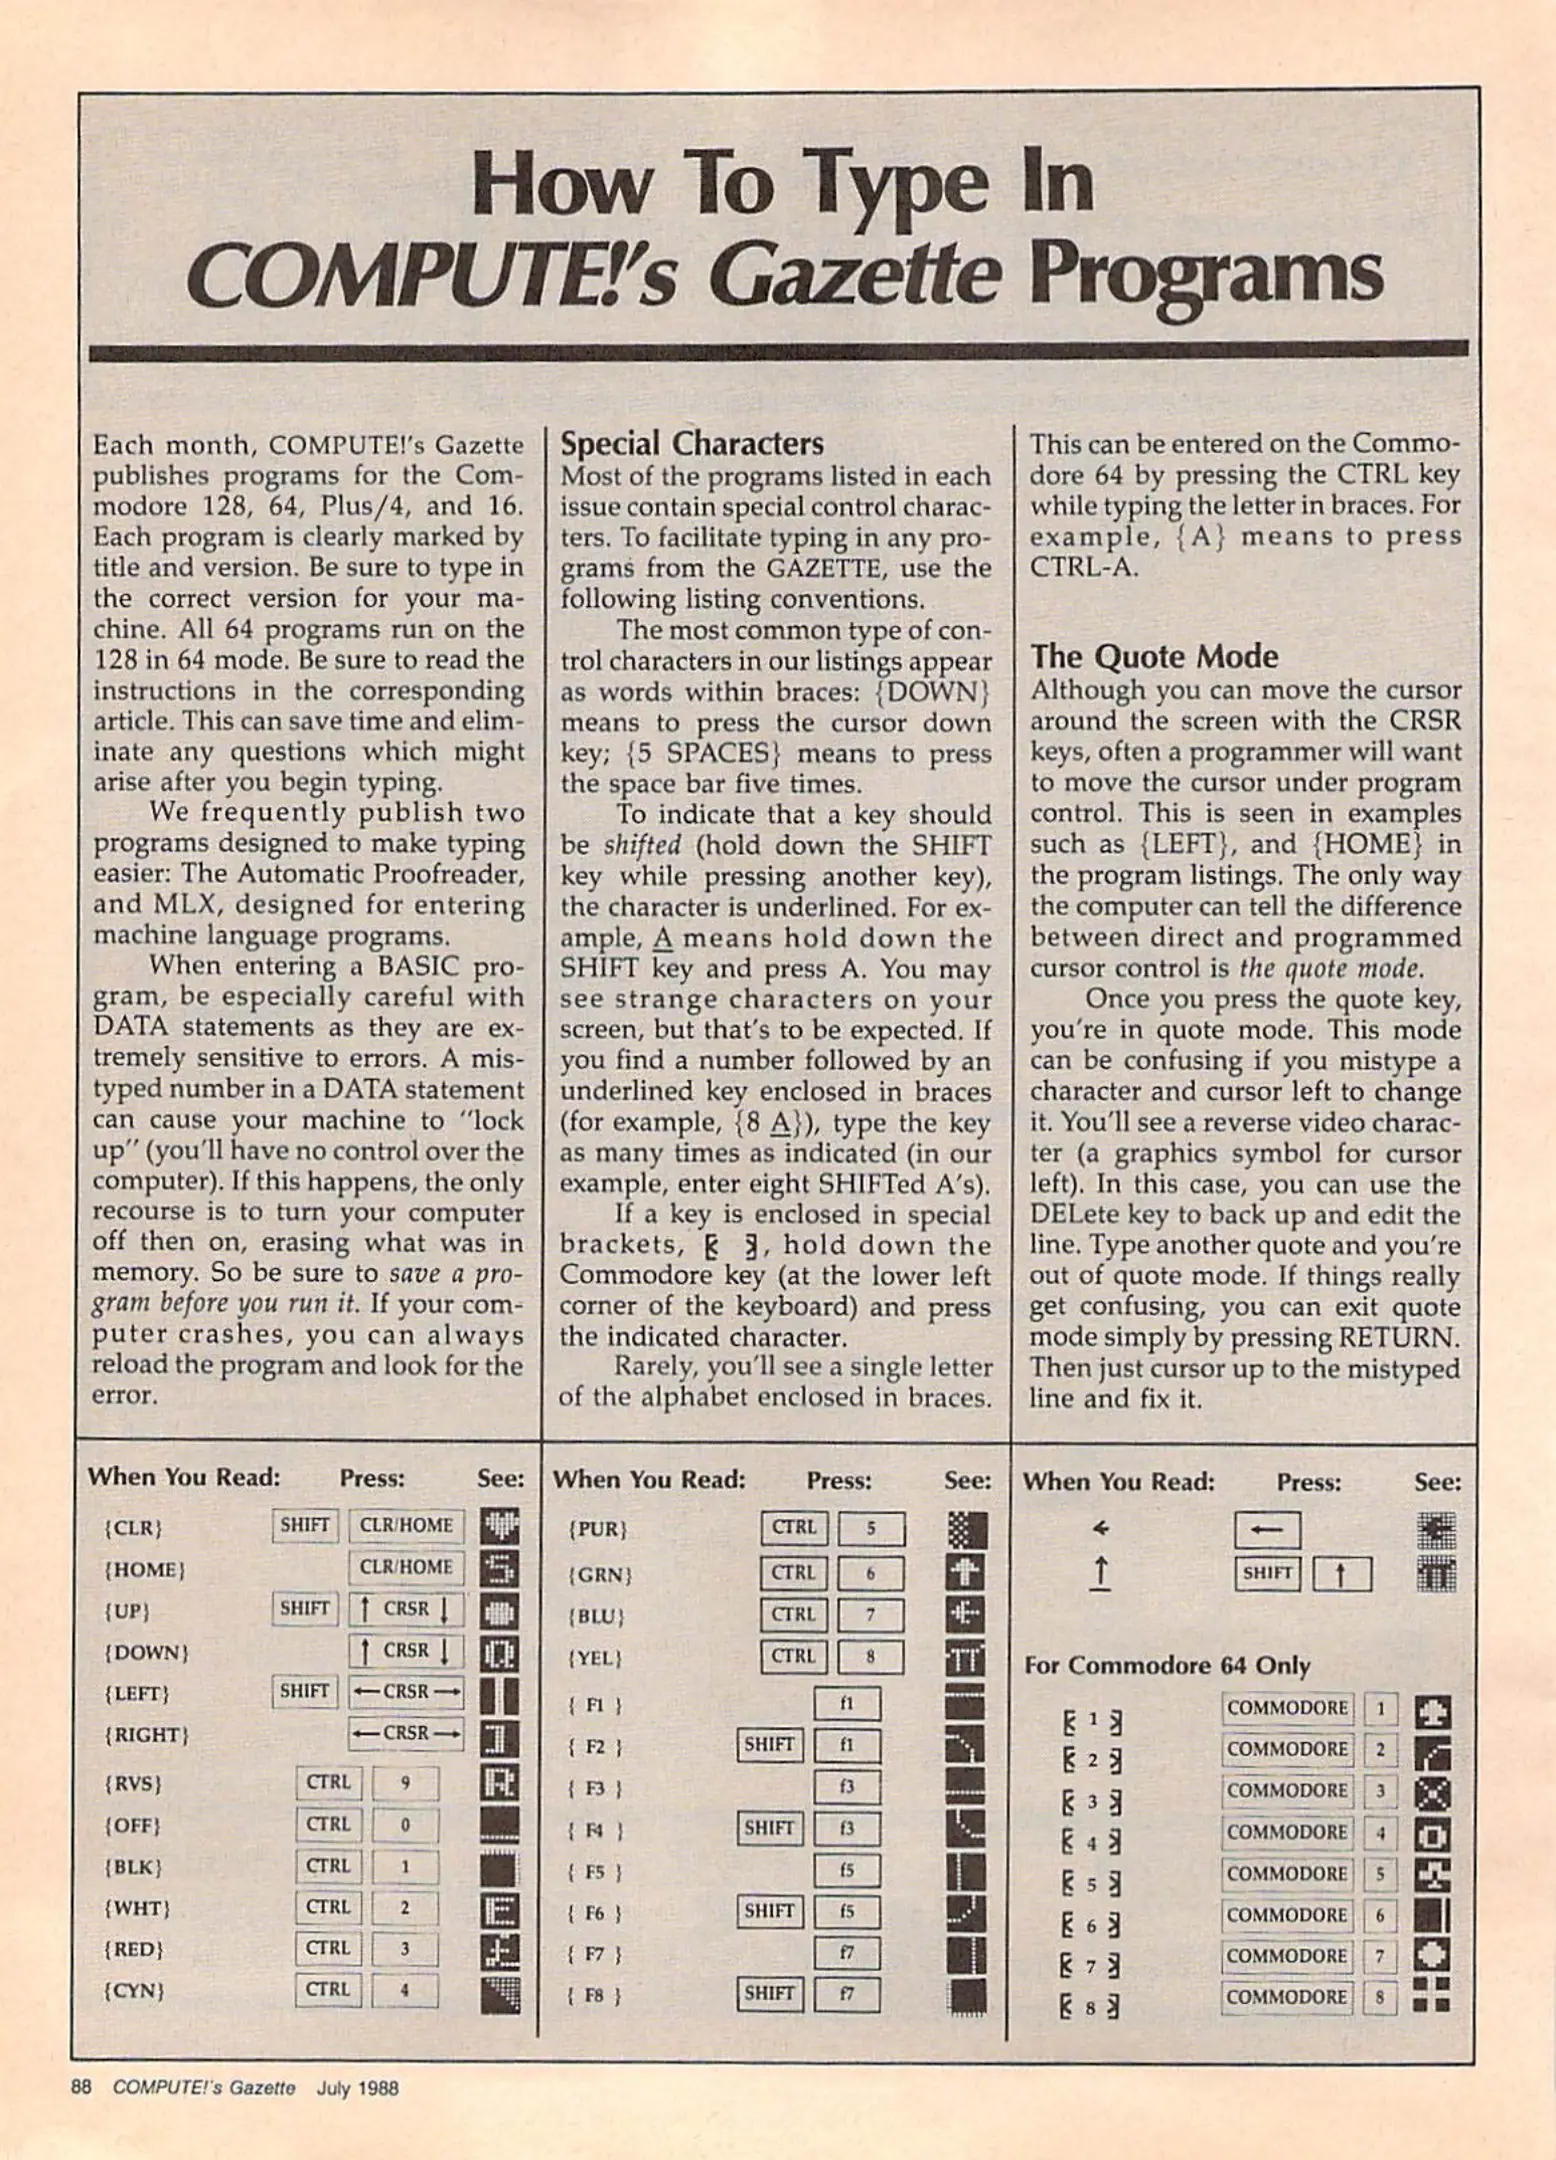 How To Type In
COMPUTE!'s Gazette Programs
Each month, COMPUTE!'s Gazette
publishes programs for the Com-
modore 128, 64, Plus/4, and 16.
Each program is clearly marked by
title and version. Be sure to type in
the correct version for your ma-
chine. All 64 programs run on the
128 in 64 mode. Be sure to read the
instructions in the corresponding
article. This can save time and elim-
inate any questions which might
arise after you begin typing.
We frequently publish two
programs designed to make typing
easier: The Automatic Proofreader,
and MLX, designed for entering
machine language programs.
When entering a BASIC pro-
gram, be especially careful with
DATA statements as they are ex-
tremely sensitive to errors. A mis-
typed number in a DATA statement
can cause your machine to "lock
up" (you'll have no control over the
computer). If this happens, the only
recourse is to turn your computer
off then on, erasing what was in
memory. So be sure to save a pro-
gram before you run it. If your com-
puter crashes, you can always
reload the program and look for the
error.
Special Characters
Most of the programs listed in each
issue contain special control charac-
ters. To facilitate typing in any pro-
grams from the GAZETTE, use the
following listing conventions.
The most common type of con-
trol characters in our listings appear
as words within braces: {DOWN}
means to press the cursor down
key; {5 SPACES} means to press
the space bar five times.
To indicate that a key should
be shifted (hold down the SHIFT
key while pressing another key),
the character is underlined. For ex-
ample, A means hold down the
SHIFT key and press A. You may
see strange characters on your
screen, but that's to be expected. If
you find a number followed by an
underlined key enclosed in braces
(for example, {8 A}), type the key
as many times as indicated (in our
example, enter eight SHIFTed A's).
If a key is enclosed in special
brackets, [< >], hold down the
Commodore key (at the lower left
corner of the keyboard) and press
the indicated character.
Rarely, you'll see a single letter
of the alphabet enclosed in braces.
This can be entered on the Commo-
dore 64 by pressing the CTRL key
while typing the letter in braces. For
example, {A} means to press
CTRL-A.
The Quote Mode
Although you can move the cursor
around the screen with the CRSR
keys, often a programmer will want
to move the cursor under program
control. This is seen in examples
such as {LEFT}, and {HOME} in
the program listings. The only way
the computer can tell the difference
between direct and programmed
cursor control is the quote mode.
Once you press the quote key,
you're in quote mode. This mode
can be confusing if you mistype a
character and cursor left to change
it. You'll see a reverse video charac-
ter (a graphics symbol for cursor
left). In this case, you can use the
DELete key to back up and edit the
line. Type another quote and you're
out of quote mode. If things really
get confusing, you can exit quote
mode simply by pressing RETURN.
Then just cursor up to the mistyped
line and fix it.
When You Read: Press: See:
{CLR} SHIFT CLR/HOME
{HOME} CLR/HOME
{UP} SHIFT ↑ CRSR ↓
{DOWN} ↑ CRSR ↓
{LEFT} SHIFT ← CRSR →
{RIGHT} ← CRSR →
{RVS} CTRL 9
{OFF} CTRL 0
{BLK} CTRL 1
{WHT} CTRL 2
{RED} CTRL 3
{CYN} CTRL 4
When You Read: Press: See:
{PUR} CTRL 5
{GRN} CTRL 6
{BLU} CTRL 7
{YEL} CTRL 8
{ F1 } f1
{ F2 } SHIFT f1
{ F3 } f3
{ F4 } SHIFT f3
{ F5 } f5
{ F6 } SHIFT f5
{ F7 } f7
{ F8 } SHIFT f7
When You Read: Press: See:
← ←
↑ SHIFT ↑
For Commodore 64 Only
[< 1 >] COMMODORE 1
[< 2 >] COMMODORE 2
[< 3 >] COMMODORE 3
[< 4 >] COMMODORE 4
[< 5 >] COMMODORE 5
[< 6 >] COMMODORE 6
[< 7 >] COMMODORE 7
[< 8 >] COMMODORE 8
88 COMPUTE!'s Gazette July 1988